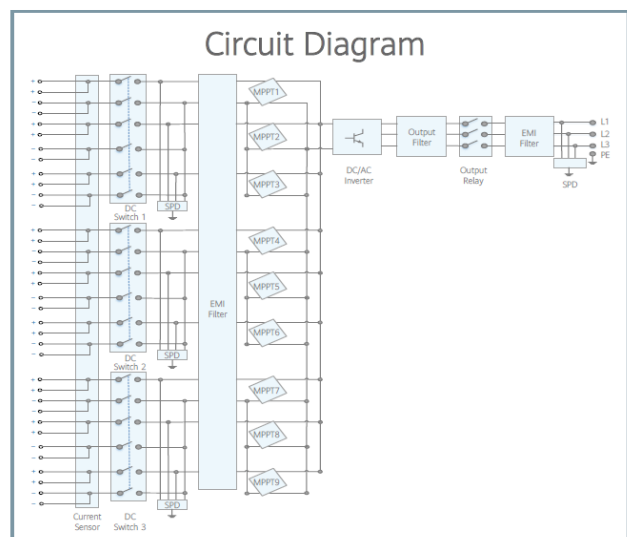 Circuit Diagram
MPPT1
MPPT2
MPPT3
SPD
DC
Switch 1
MPPT4
MPPT5
MPPT6
SPD
DC
Switch 2
EMI
Filter
MPPT7
MPPT8
MPPT9
SPD
Current
Sensor
DC
Switch 3
DC/AC
Inverter
Output
Filter
Output
Relay
EMI
Filter
L1
L2
L3
PE
SPD